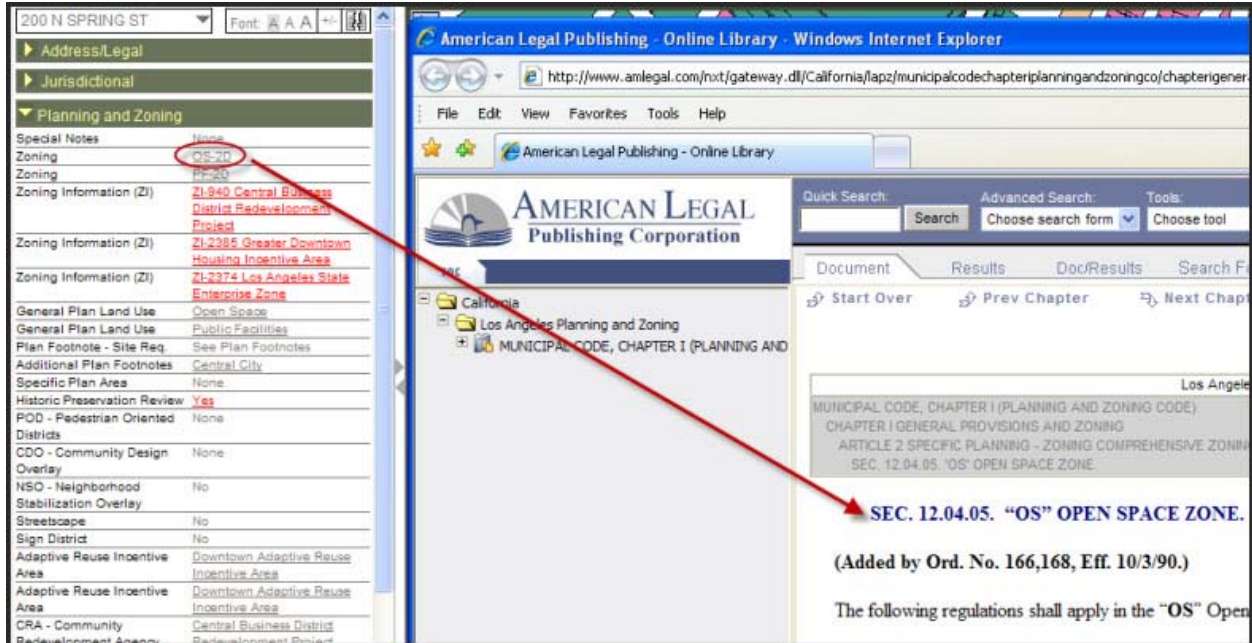 200 N SPRING ST
Font: A A A +/-
Address/Legal
Jurisdictional
Planning and Zoning
Special Notes None
Zoning OS-2D
Zoning PF-2D
Zoning Information (ZI) ZI-940 Central Business
District Redevelopment
Project
Zoning Information (ZI) ZI-2385 Greater Downtown
Housing Incentive Area
Zoning Information (ZI) ZI-2374 Los Angeles State
Enterprise Zone
General Plan Land Use Open Space
General Plan Land Use Public Facilities
Plan Footnote - Site Req. See Plan Footnotes
Additional Plan Footnotes Central City
Specific Plan Area None
Historic Preservation Review Yes
POD - Pedestrian Oriented None
Districts
CDO - Community Design None
Overlay
NSO - Neighborhood No
Stabilization Overlay
Streetscape No
Sign District No
Adaptive Reuse Incentive Downtown Adaptive Reuse
Area Incentive Area
Adaptive Reuse Incentive Downtown Adaptive Reuse
Area Incentive Area
CRA - Community Central Business District
Redevelopment Agency Redevelopment Project
American Legal Publishing - Online Library - Windows Internet Explorer
http://www.amlegal.com/nxt/gateway.dll/California/lapz/municipalcodechapteriplanningandzoningco/chapterigener
File Edit View Favorites Tools Help
American Legal Publishing - Online Library
AMERICAN LEGAL
Publishing Corporation
Quick Search: Advanced Search: Tools:
Search Choose search form Choose tool
Document Results Doc/Results Search
Start Over Prev Chapter Next Chapt
California
Los Angeles Planning and Zoning
MUNICIPAL CODE, CHAPTER I (PLANNING AND
Los Angele
MUNICIPAL CODE, CHAPTER I (PLANNING AND ZONING CODE)
CHAPTER I GENERAL PROVISIONS AND ZONING
ARTICLE 2 SPECIFIC PLANNING - ZONING COMPREHENSIVE ZONIN
SEC. 12.04.05. 'OS' OPEN SPACE ZONE.
SEC. 12.04.05. “OS” OPEN SPACE ZONE.
(Added by Ord. No. 166,168, Eff. 10/3/90.)
The following regulations shall apply in the “OS” Open